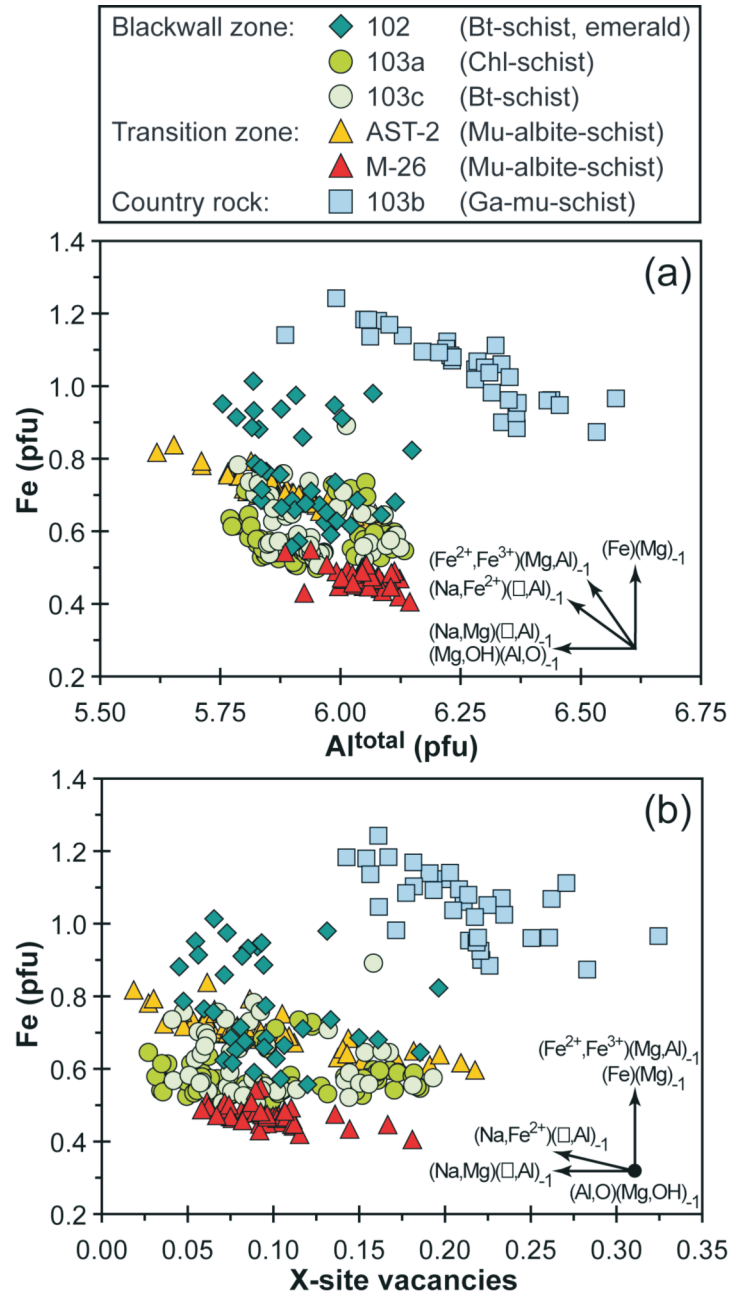 Blackwall zone: 102 (Bt-schist, emerald)
103a (Chl-schist)
103c (Bt-schist)
Transition zone: AST-2 (Mu-albite-schist)
M-26 (Mu-albite-schist)
Country rock: 103b (Ga-mu-schist)
(a)
1.4
1.2
1.0
0.8
0.6
0.4
0.2
Fe (pfu)
(Fe²⁺,Fe³⁺)(Mg,Al)₋₁
(Fe)(Mg)₋₁
(Na,Fe²⁺)(□,Al)₋₁
(Na,Mg)(□,Al)₋₁
(Mg,OH)(Al,O)₋₁
5.50 5.75 6.00 6.25 6.50 6.75
Alᵗᵒᵗᵃˡ (pfu)
(b)
1.4
1.2
1.0
0.8
0.6
0.4
0.2
Fe (pfu)
(Fe²⁺,Fe³⁺)(Mg,Al)₋₁
(Fe)(Mg)₋₁
(Na,Fe²⁺)(□,Al)₋₁
(Na,Mg)(□,Al)₋₁
(Al,O)(Mg,OH)₋₁
0.00 0.05 0.10 0.15 0.20 0.25 0.30 0.35
X-site vacancies